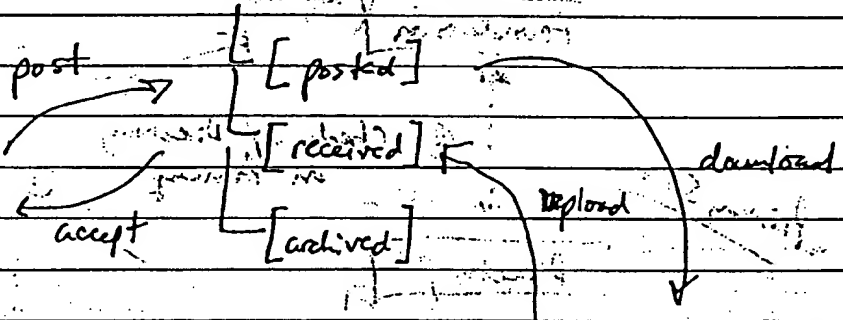 post [posted]
[received] download
upload
accept [archived]